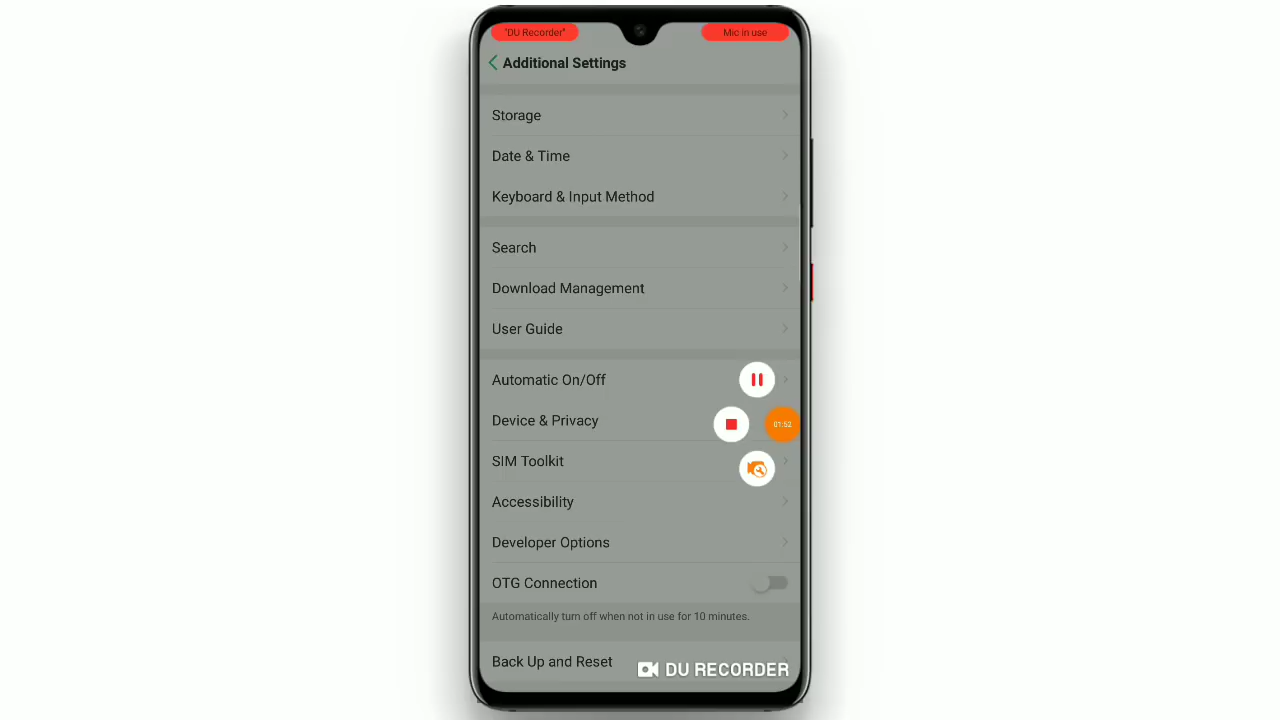 "DU Recorder"
Mic in use
Additional Settings
Storage
Date & Time
Keyboard & Input Method
Search
Download Management
User Guide
Automatic On/Off
Device & Privacy
01:52
SIM Toolkit
Accessibility
Developer Options
OTG Connection
Automatically turn off when not in use for 10 minutes.
Back Up and Reset
DU RECORDER